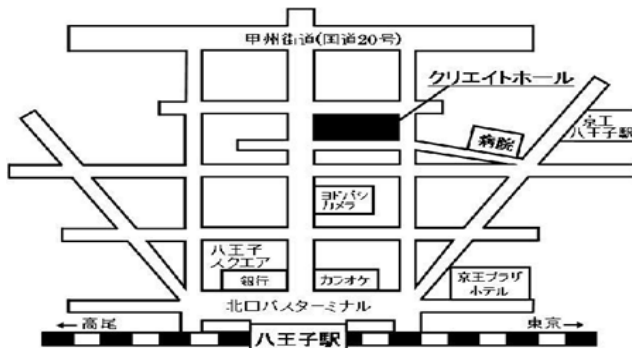 甲州街道(国道20号)
クリエイトホール
京王
八王子駅
病院
ヨドバシ
カメラ
八王子
スクエア
銀行
カラオケ
京王プラザ
ホテル
北口バスターミナル
←高尾
東京→
八王子駅